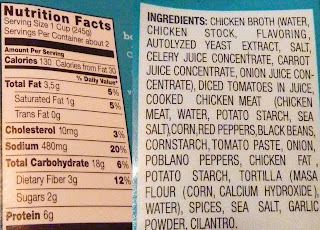 Nutrition Facts
Serving Size 1 Cup (245g)
Servings Per Container about 2
Amount Per Serving
Calories 130 Calories from Fat 30
% Daily Value*
Total Fat 3.5g 5%
Saturated Fat 1g 5%
Trans Fat 0g
Cholesterol 10mg 3%
Sodium 480mg 20%
Total Carbohydrate 18g 6%
Dietary Fiber 3g 12%
Sugars 2g
Protein 6g
INGREDIENTS: CHICKEN BROTH (WATER,
CHICKEN STOCK, FLAVORING,
AUTOLYZED YEAST EXTRACT, SALT,
CELERY JUICE CONCENTRATE, CARROT
JUICE CONCENTRATE, ONION JUICE CON-
CENTRATE), DICED TOMATOES IN JUICE,
COOKED CHICKEN MEAT (CHICKEN
MEAT, WATER, POTATO STARCH, SEA
SALT),CORN,RED PEPPERS,BLACK BEANS,
CORNSTARCH, TOMATO PASTE, ONION,
POBLANO PEPPERS, CHICKEN FAT,
POTATO STARCH, TORTILLA (MASA
FLOUR (CORN, CALCIUM HYDROXIDE),
WATER), SPICES, SEA SALT, GARLIC
POWDER, CILANTRO.